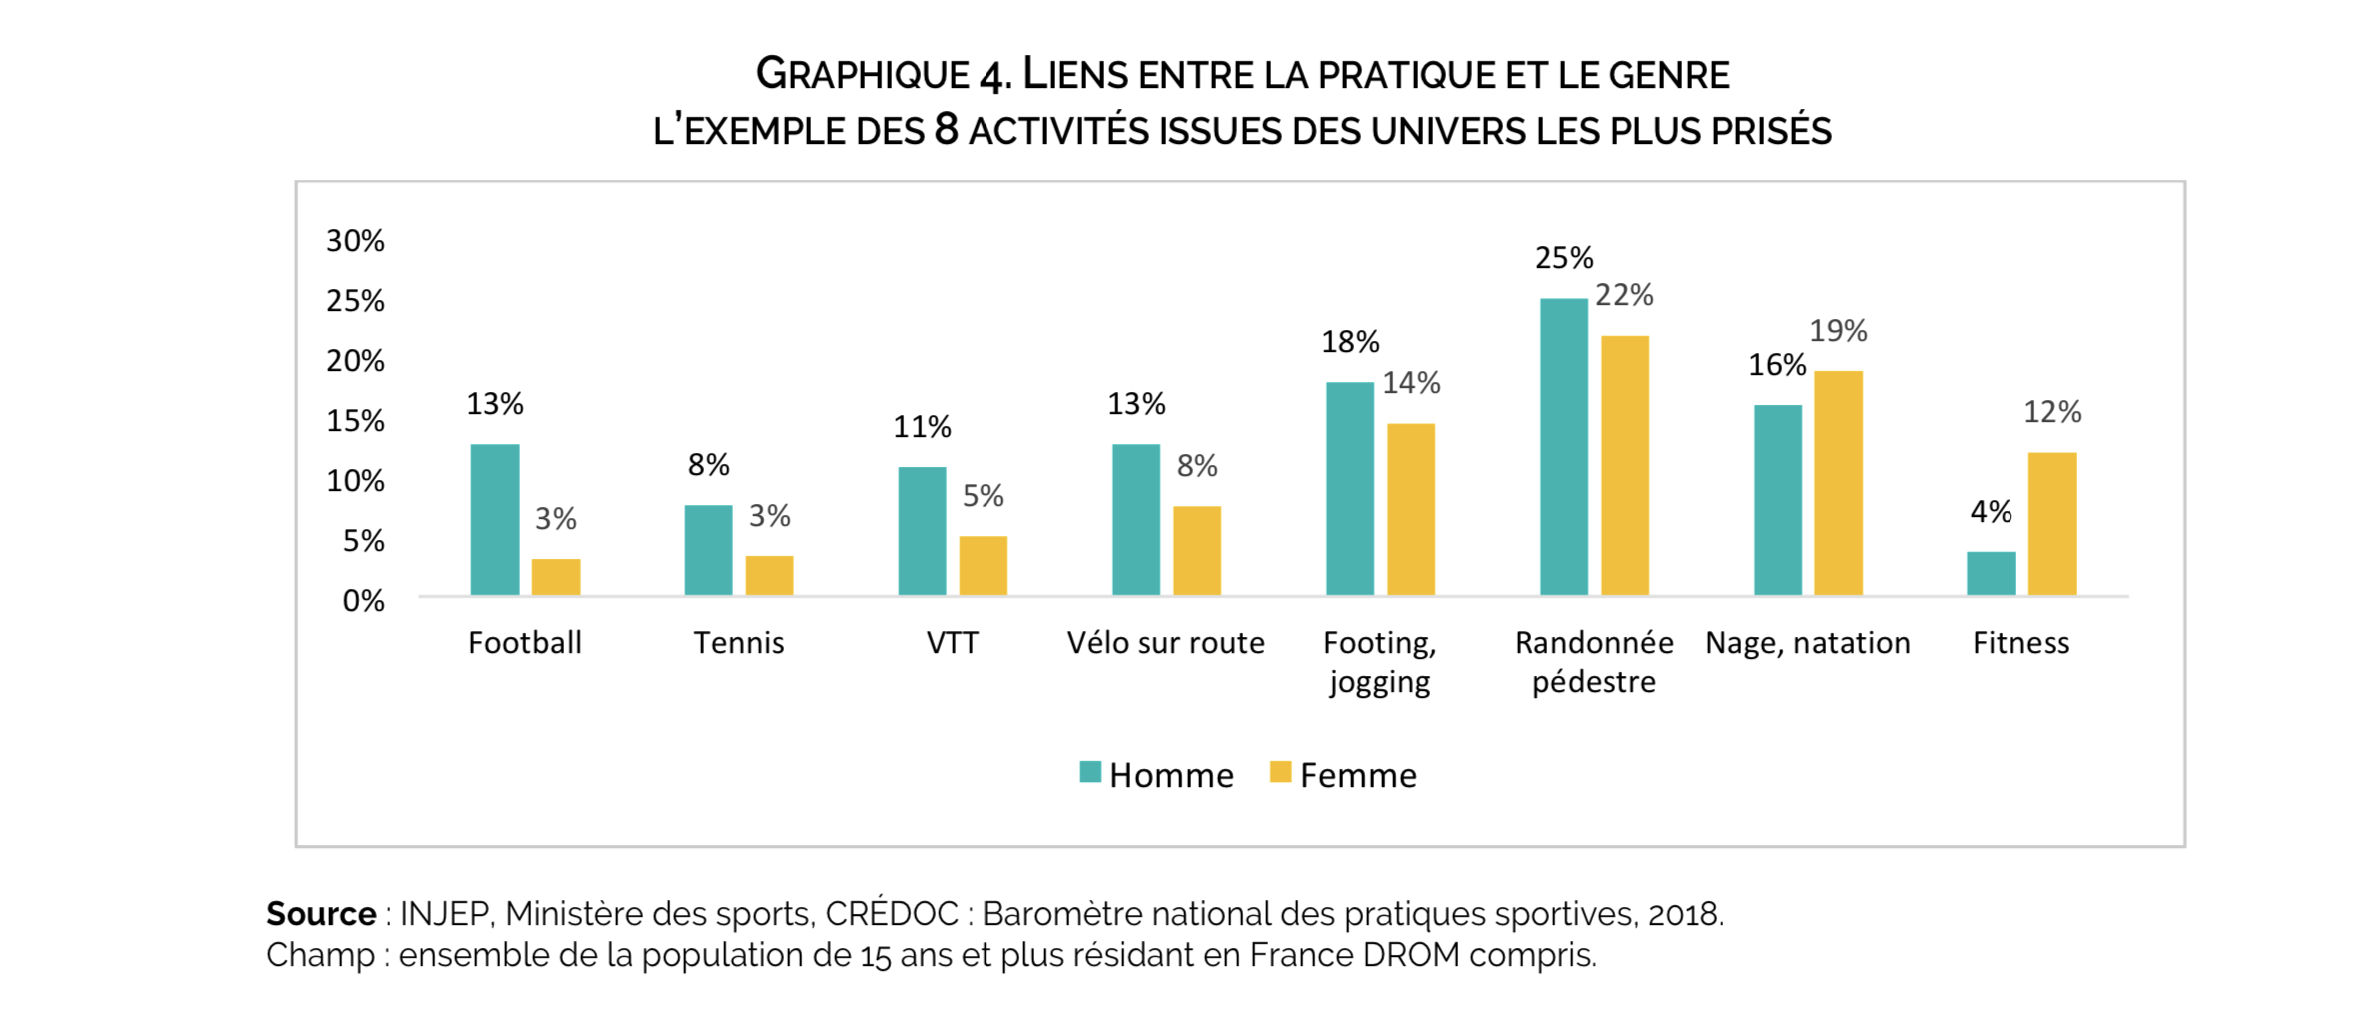 GRAPHIQUE 4. LIENS ENTRE LA PRATIQUE ET LE GENRE
L'EXEMPLE DES 8 ACTIVITÉS ISSUES DES UNIVERS LES PLUS PRISÉS
30%
25%
20%
15%
10%
5%
0%
13%
3%
8%
3%
11%
5%
13%
8%
18%
14%
25%
22%
16%
19%
4%
12%
Football
Tennis
VTT
Vélo sur route
Footing,
jogging
Randonnée
pédestre
Nage, natation
Fitness
Homme
Femme
Source : INJEP, Ministère des sports, CRÉDOC : Baromètre national des pratiques sportives, 2018.
Champ : ensemble de la population de 15 ans et plus résidant en France DROM compris.